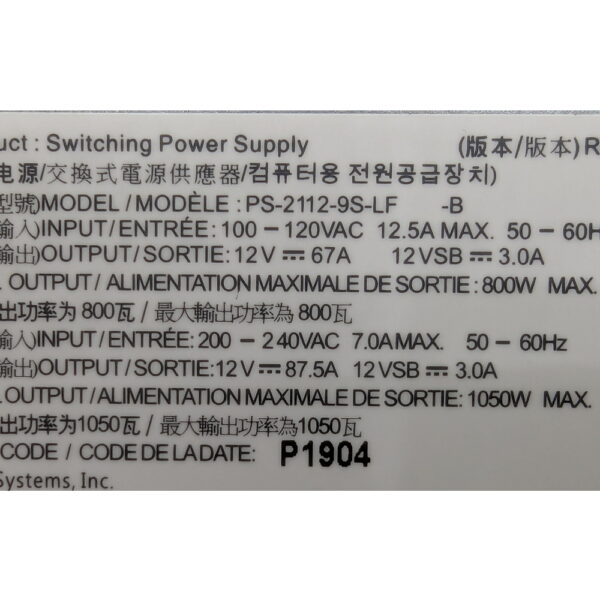 uct : Switching Power Supply (版本/版本) R
电源/交換式電源供應器/컴퓨터용 전원공급장치)
型號)MODEL / MODÈLE : PS-2112-9S-LF -B
輸入)INPUT/ENTRÉE: 100 – 120VAC 12.5A MAX. 50 – 60H
輸出)OUTPUT/SORTIE: 12V ⎓ 67A 12VSB ⎓ 3.0A
. OUTPUT/ALIMENTATION MAXIMALE DE SORTIE : 800W MAX.
出功率为 800瓦 / 最大輸出功率為 800瓦
輸入)INPUT/ENTRÉE: 200 – 240VAC 7.0A MAX. 50 – 60Hz
輸出)OUTPUT/SORTIE: 12V ⎓ 87.5A 12VSB ⎓ 3.0A
. OUTPUT/ALIMENTATION MAXIMALE DE SORTIE: 1050W MAX.
出功率为1050瓦 / 最大輸出功率為1050瓦
CODE / CODE DE LA DATE: P1904
Systems, Inc.